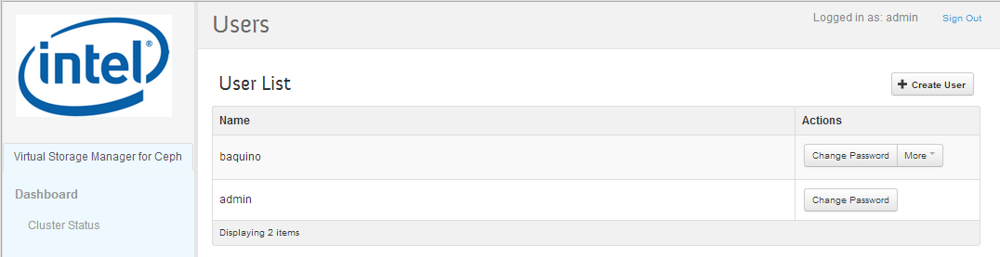 intel®
Virtual Storage Manager for Ceph
Dashboard
Cluster Status
Users
Logged in as: admin
Sign Out
User List
Create User
Name Actions
baquino Change Password More
admin Change Password
Displaying 2 items